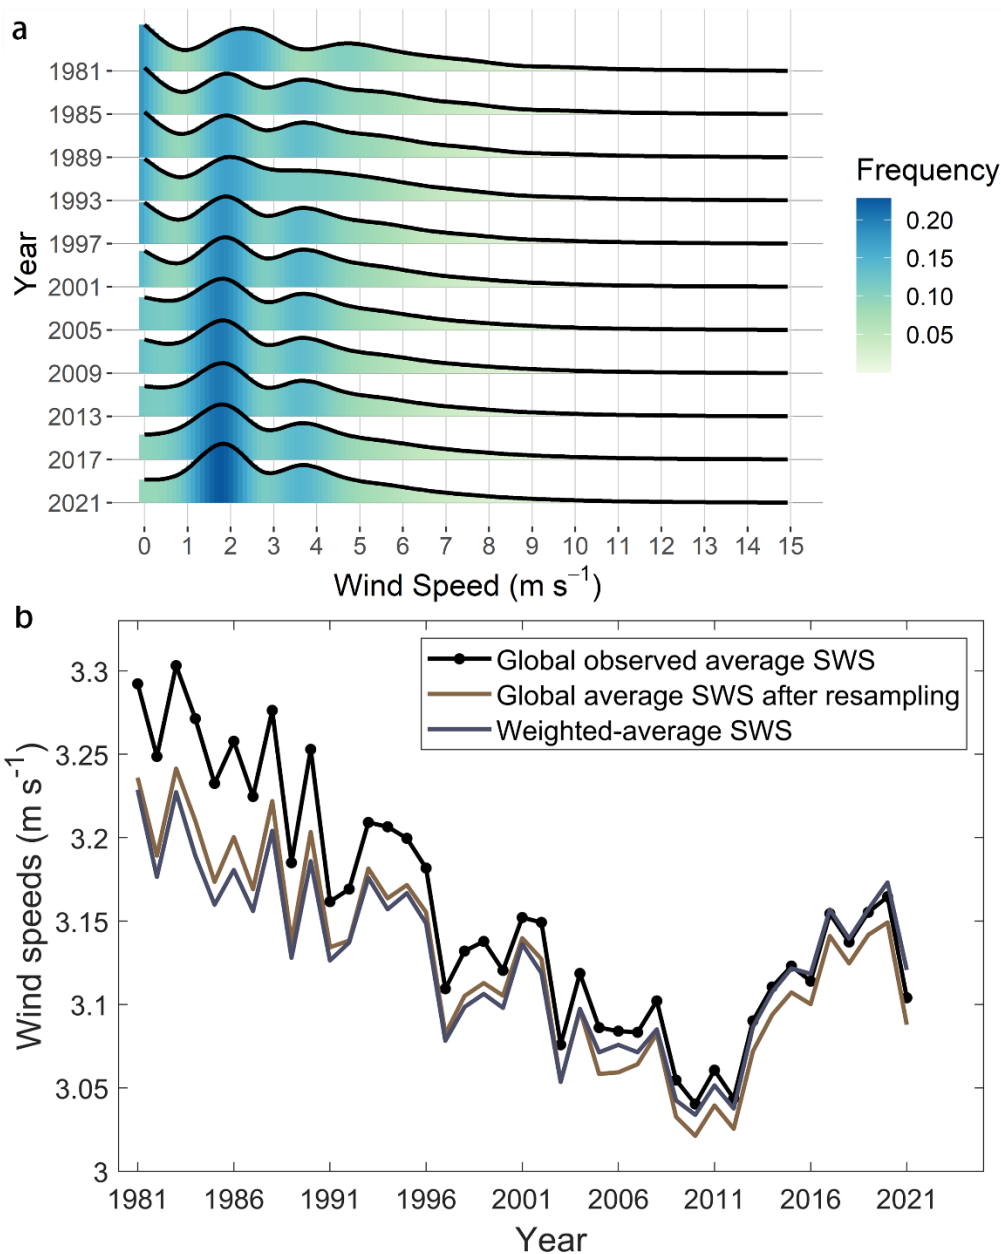 a
1981
1985
1989
1993
1997
2001
2005
2009
2013
2017
2021
Year
0 1 2 3 4 5 6 7 8 9 10 11 12 13 14 15
Wind Speed (m s⁻¹)
Frequency
0.20
0.15
0.10
0.05
b
Global observed average SWS
Global average SWS after resampling
Weighted-average SWS
3.3
3.25
3.2
3.15
3.1
3.05
3
Wind speeds (m s⁻¹)
1981 1986 1991 1996 2001 2006 2011 2016 2021
Year